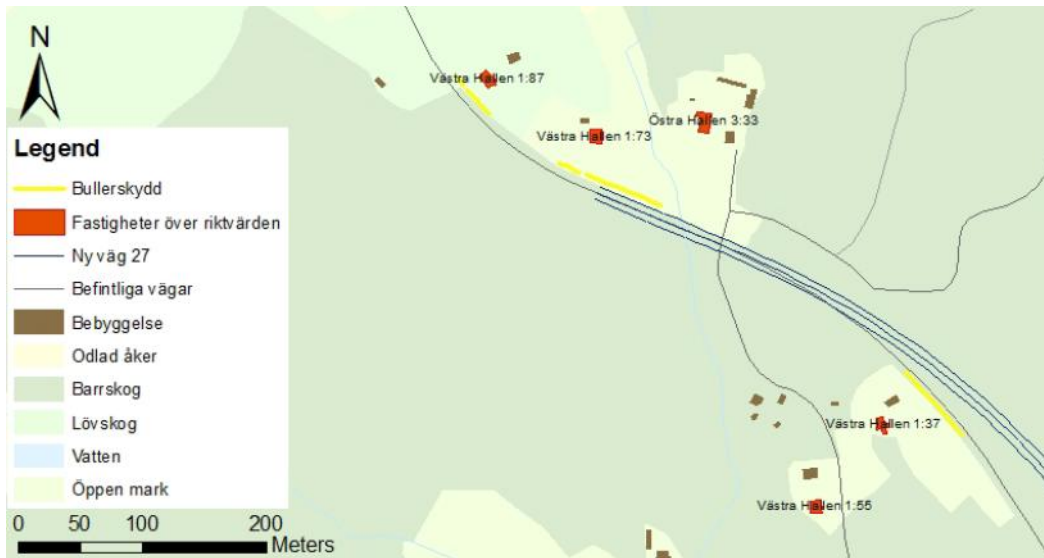 N
Legend
Bullerskydd
Fastigheter över riktvärden
Ny väg 27
Befintliga vägar
Bebyggelse
Odlad åker
Barrskog
Lövskog
Vatten
Öppen mark
0 50 100 200
Meters
Västra Hallen 1:87
Västra Hallen 1:73
Östra Hallen 3:33
Västra Hallen 1:37
Västra Hallen 1:55